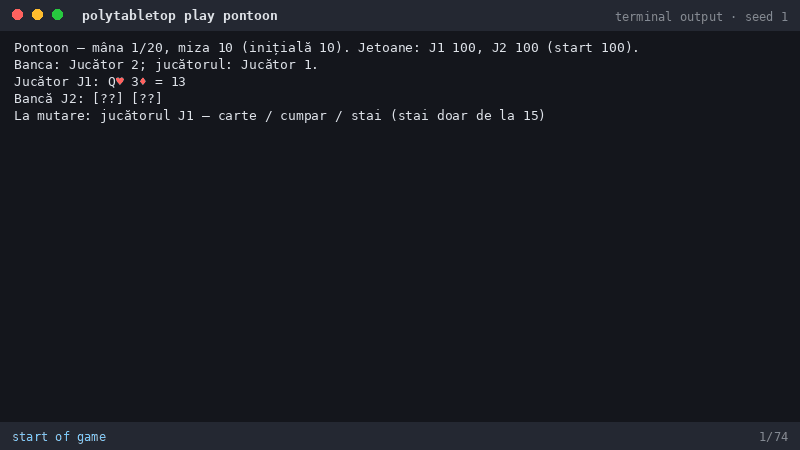 polytabletop play pontoon
terminal output · seed 1
Pontoon — mâna 1/20, miza 10 (inițială 10). Jetoane: J1 100, J2 100 (start 100).
Banca: Jucător 2; jucătorul: Jucător 1.
Jucător J1: Q♥ 3♦ = 13
Bancă J2: [??] [??]
La mutare: jucătorul J1 — carte / cumpar / stai (stai doar de la 15)
start of game
1/74